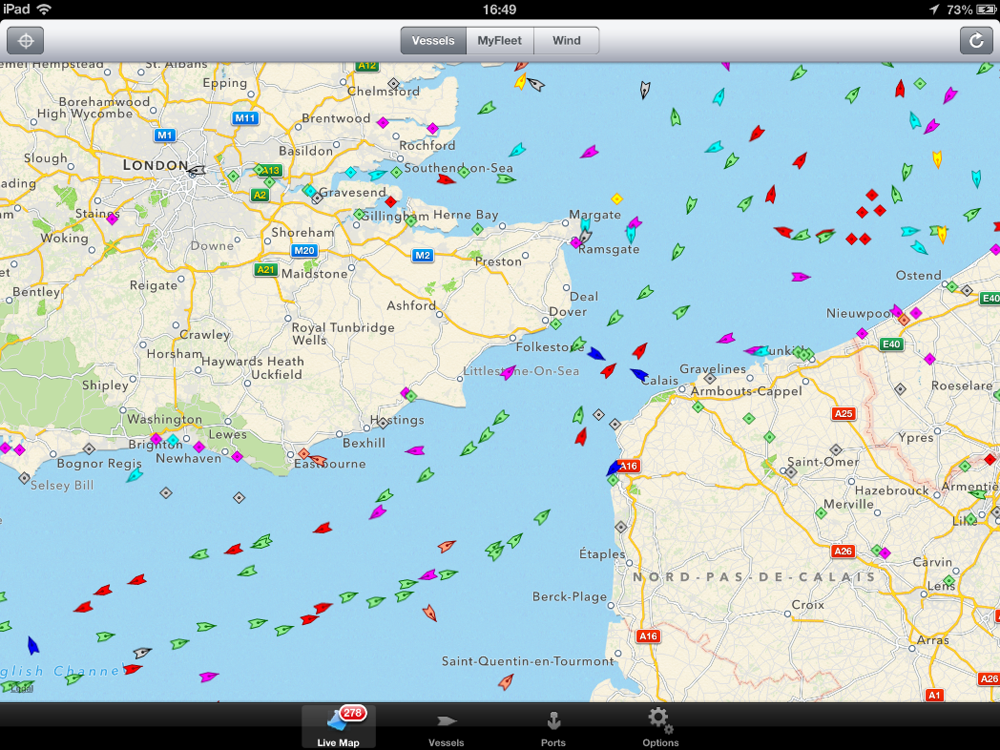 iPad 16:49 73%
Vessels MyFleet Wind
St. Albans
Hempstead
A12
Epping
Chelmsford
Borehamwood
High Wycombe
M11
Brentwood
M1
Basildon
Rochford
Slough
LONDON
A13
Southend-on-Sea
A2
Gravesend
Staines
Gillingham
Herne Bay
Margate
Woking
Shoreham
Downe
M20
M2
Preston
Ramsgate
A21
Maidstone
Ostend
Reigate
Bentley
Deal
E40
Ashford
Dover
Nieuwpoort
Royal Tunbridge
Wells
Crawley
E40
Horsham
Folkestone
Haywards Heath
Littlestone-On-Sea
Gravelines
Uckfield
Calais
Shipley
Armbouts-Cappel
Roeselare
A25
Washington
Hastings
Lewes
Ypres
Brighton
Bexhill
Newhaven
Bognor Regis
Eastbourne
A16
Saint-Omer
Selsey Bill
Hazebrouck
Armentie
Merville
Lille
Étaples
A26
Carvin
NORD-PAS-DE-CALAIS
Lens
Berck-Plage
Croix
A16
Arras
Saint-Quentin-en-Tourmont
glish Channel
A26
Legal
A1
278
Live Map Vessels Ports Options